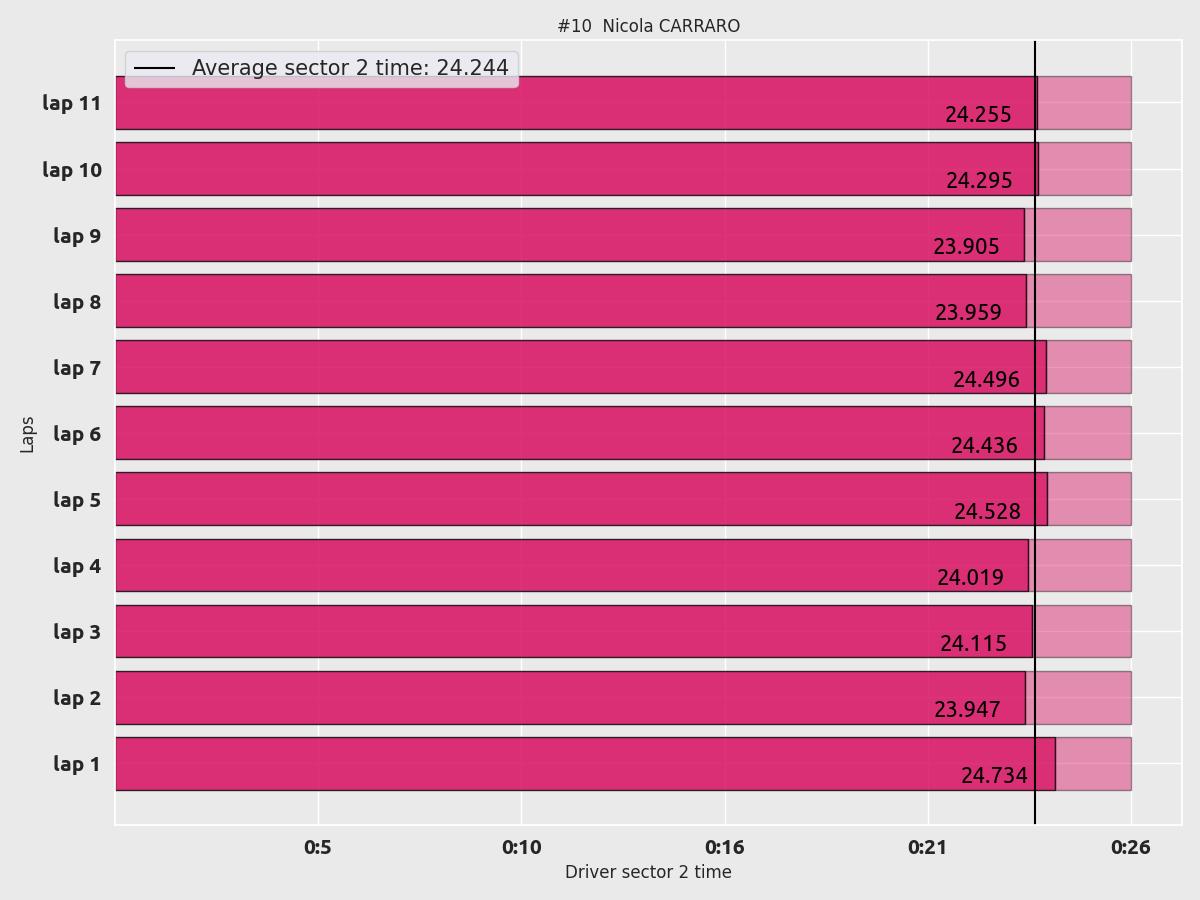 #10  Nicola CARRARO
Average sector 2 time: 24.244
lap 11
24.255
lap 10
24.295
lap 9
23.905
lap 8
23.959
lap 7
24.496
lap 6
24.436
lap 5
24.528
lap 4
24.019
lap 3
24.115
lap 2
23.947
lap 1
24.734
Laps
0:5 0:10 0:16 0:21 0:26
Driver sector 2 time